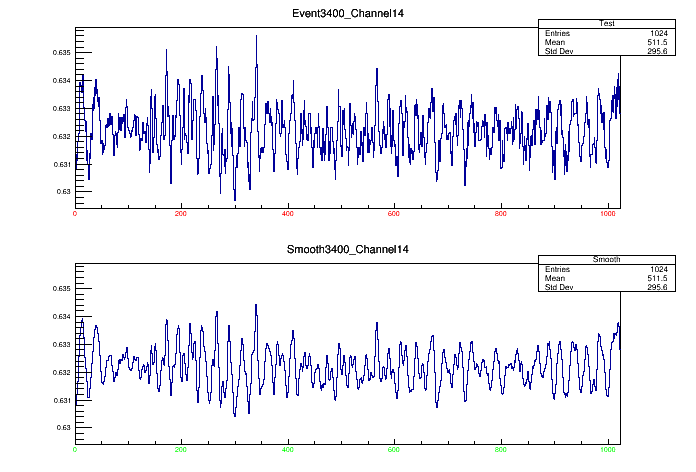 Event3400_Channel14
Test
Entries 1024
Mean 511.5
Std Dev 295.6
0.635
0.634
0.633
0.632
0.631
0.63
0 200 400 600 800 1000
Smooth3400_Channel14
Smooth
Entries 1024
Mean 511.5
Std Dev 295.6
0.635
0.634
0.633
0.632
0.631
0.63
0 200 400 600 800 1000